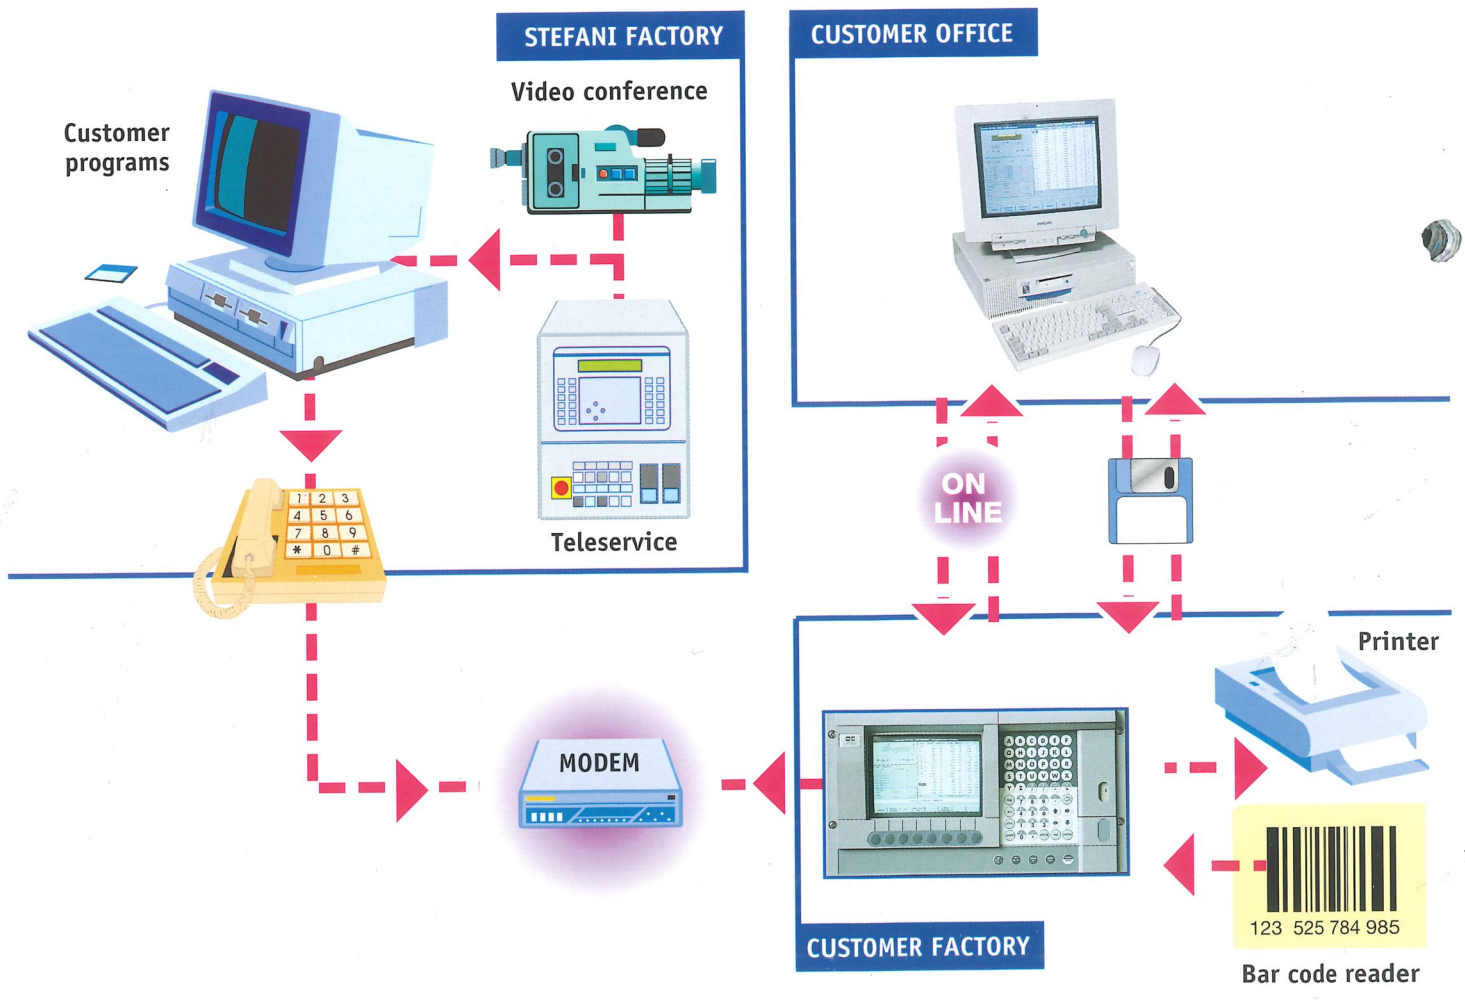 STEFANI FACTORY
CUSTOMER OFFICE
Video conference
Customer
programs
PHILIPS
1 2 3
4 5 6
7 8 9
* 0 #
ON
LINE
Teleservice
Printer
MODEM
A B C D E F
G H I J K L
M N O P Q R
S T U V W X
123 525 784 985
CUSTOMER FACTORY
Bar code reader